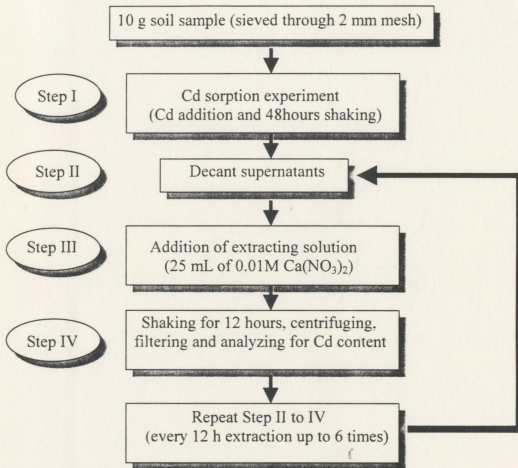 10 g soil sample (sieved through 2 mm mesh)
Step I
Cd sorption experiment
(Cd addition and 48hours shaking)
Step II
Decant supernatants
Step III
Addition of extracting solution
(25 mL of 0.01M Ca(NO₃)₂)
Step IV
Shaking for 12 hours, centrifuging,
filtering and analyzing for Cd content
Repeat Step II to IV
(every 12 h extraction up to 6 times)